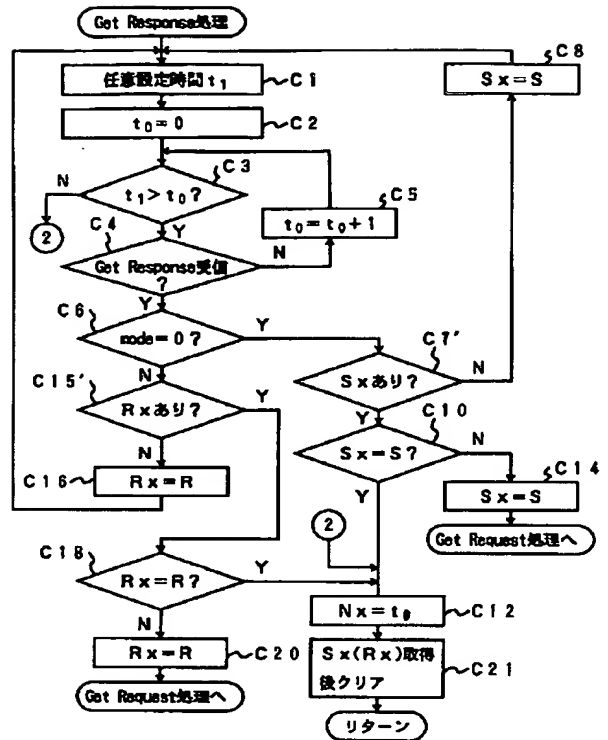 Get Response処理
任意設定時間t₁
C1
t₀=0
C2
C8
Sx=S
C3
N
t₁>t₀?
②
Y
C5
t₀=t₀+1
C4
Get Response受信
?
N
Y
C6
mode=0?
Y
N
C7'
Sxあり?
N
Y
C15'
Rxあり?
Y
N
C10
Sx=S?
N
Y
C16
Rx=R
C14
Sx=S
Get Request処理へ
②
C18
Rx=R?
Y
N
Nx=t₀
C12
Rx=R
C20
Get Request処理へ
Sx(Rx)取得
後クリア
C21
リターン